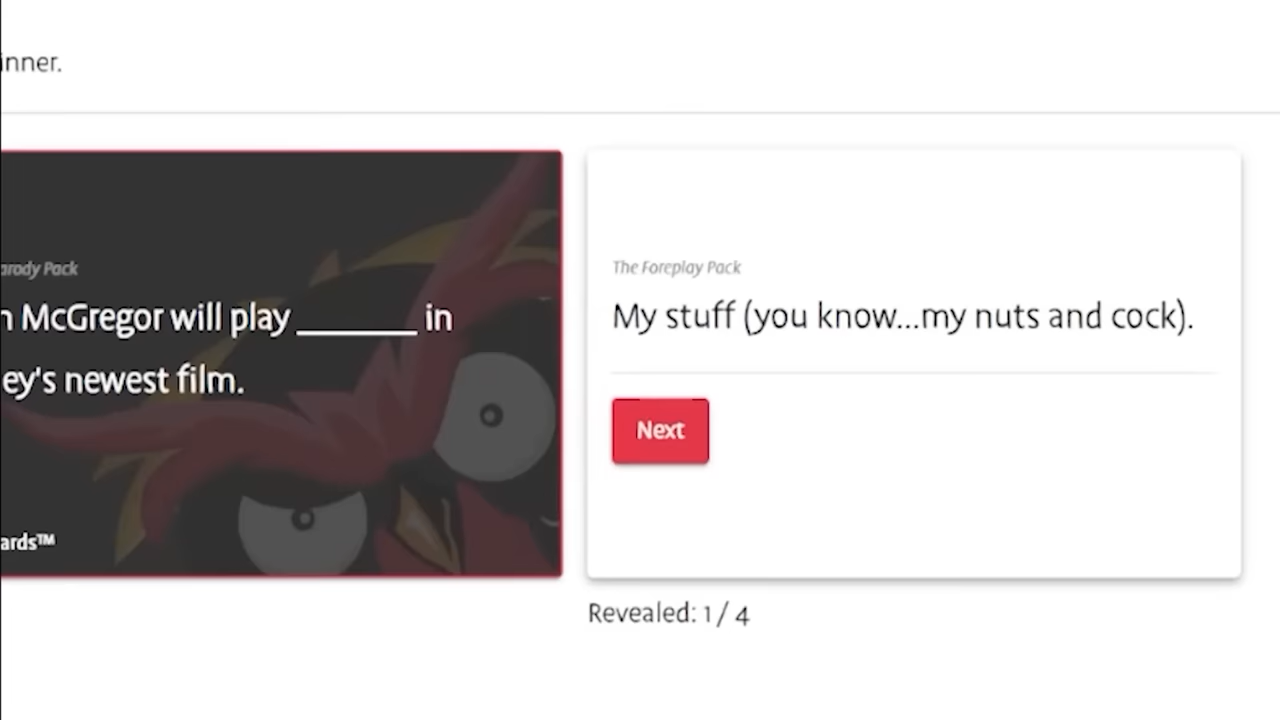 inner.
arody Pack
n McGregor will play ________ in
ey's newest film.
ards™
The Foreplay Pack
My stuff (you know...my nuts and cock).
Next
Revealed: 1 / 4